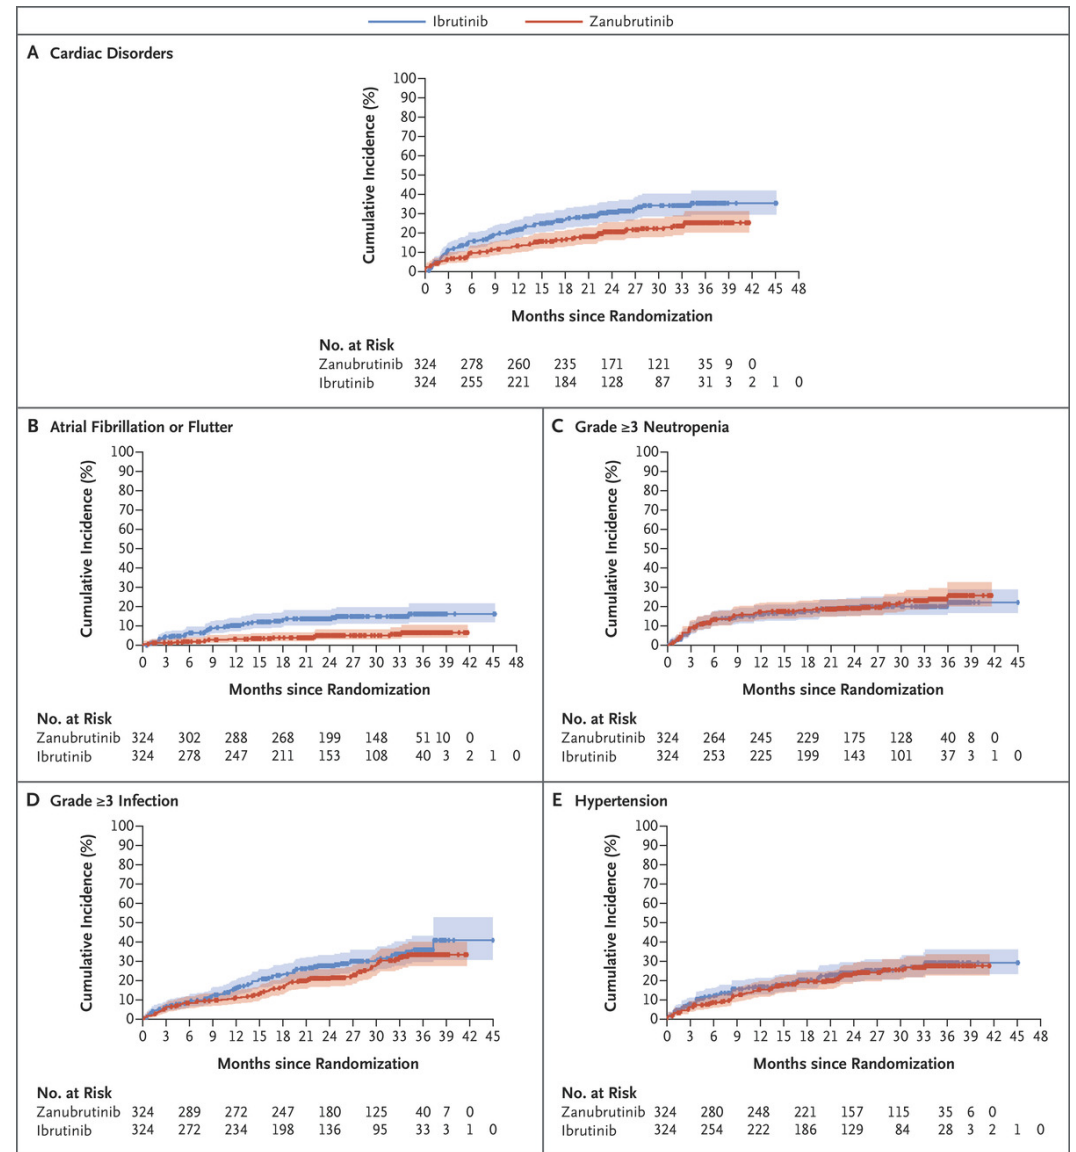 Ibrutinib Zanubrutinib
A Cardiac Disorders
Cumulative Incidence (%)
100
90
80
70
60
50
40
30
20
10
0
0 3 6 9 12 15 18 21 24 27 30 33 36 39 42 45 48
Months since Randomization
No. at Risk
Zanubrutinib 324 278 260 235 171 121 35 9 0
Ibrutinib 324 255 221 184 128 87 31 3 2 1 0
B Atrial Fibrillation or Flutter
Cumulative Incidence (%)
100
90
80
70
60
50
40
30
20
10
0
0 3 6 9 12 15 18 21 24 27 30 33 36 39 42 45 48
Months since Randomization
No. at Risk
Zanubrutinib 324 302 288 268 199 148 51 10 0
Ibrutinib 324 278 247 211 153 108 40 3 2 1 0
C Grade ≥3 Neutropenia
Cumulative Incidence (%)
100
90
80
70
60
50
40
30
20
10
0
0 3 6 9 12 15 18 21 24 27 30 33 36 39 42 45
Months since Randomization
No. at Risk
Zanubrutinib 324 264 245 229 175 128 40 8 0
Ibrutinib 324 253 225 199 143 101 37 3 1 0
D Grade ≥3 Infection
Cumulative Incidence (%)
100
90
80
70
60
50
40
30
20
10
0
0 3 6 9 12 15 18 21 24 27 30 33 36 39 42 45
Months since Randomization
No. at Risk
Zanubrutinib 324 289 272 247 180 125 40 7 0
Ibrutinib 324 272 234 198 136 95 33 3 1 0
E Hypertension
Cumulative Incidence (%)
100
90
80
70
60
50
40
30
20
10
0
0 3 6 9 12 15 18 21 24 27 30 33 36 39 42 45 48
Months since Randomization
No. at Risk
Zanubrutinib 324 280 248 221 157 115 35 6 0
Ibrutinib 324 254 222 186 129 84 28 3 2 1 0